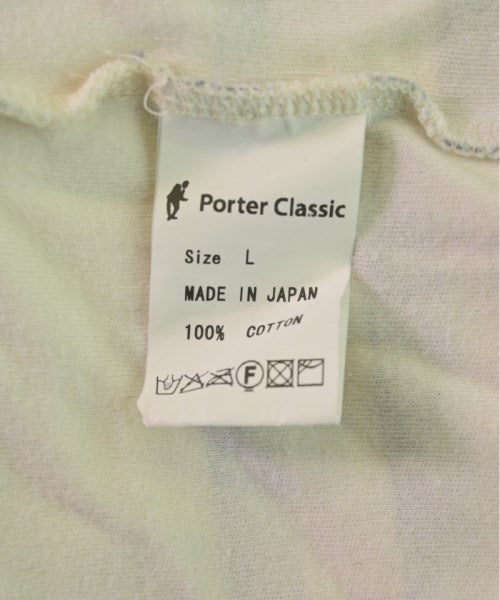 Porter Classic
Size L
MADE IN JAPAN
100% COTTON
F